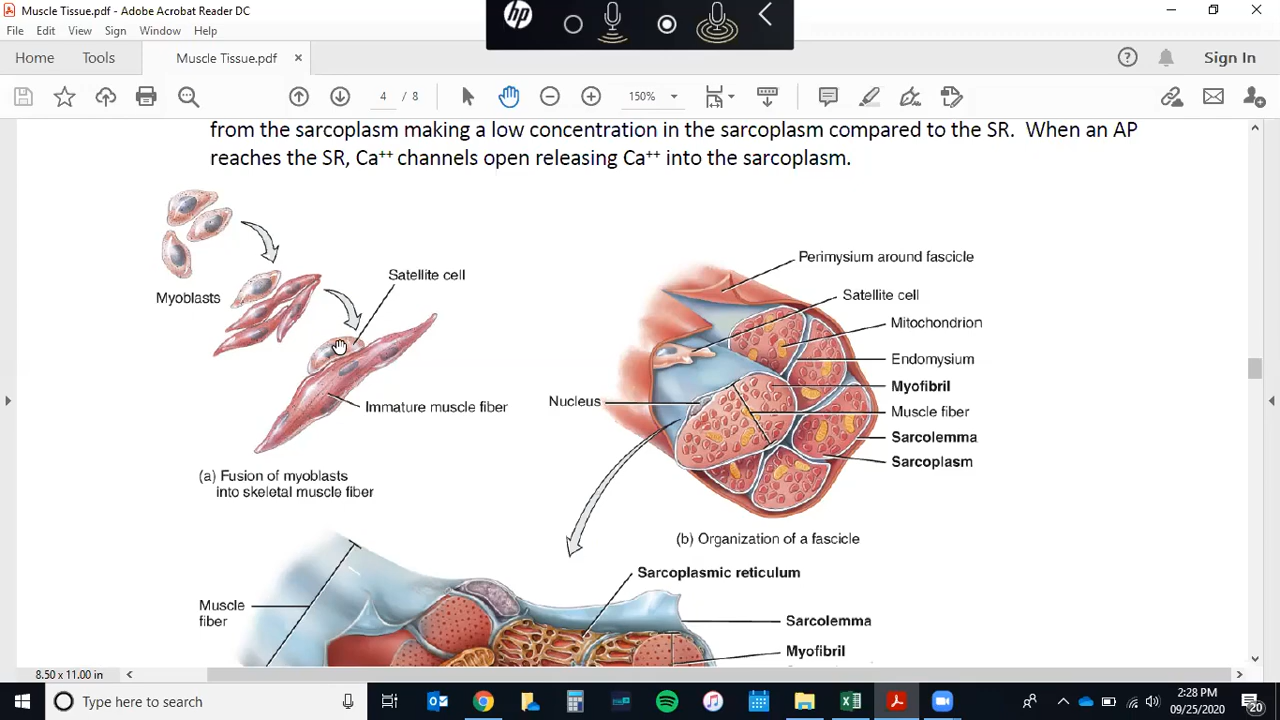 Muscle Tissue.pdf - Adobe Acrobat Reader DC
hp
File Edit View Sign Window Help
Home Tools Muscle Tissue.pdf × Sign In
4 / 8 150%
from the sarcoplasm making a low concentration in the sarcoplasm compared to the SR. When an AP
reaches the SR, Ca⁺⁺ channels open releasing Ca⁺⁺ into the sarcoplasm.
Perimysium around fascicle
Satellite cell
Satellite cell
Myoblasts
Mitochondrion
Endomysium
Myofibril
Nucleus
Immature muscle fiber
Muscle fiber
Sarcolemma
Sarcoplasm
(a) Fusion of myoblasts
into skeletal muscle fiber
(b) Organization of a fascicle
Sarcoplasmic reticulum
Muscle
fiber
Sarcolemma
Myofibril
8.50 x 11.00 in
Type here to search
2:28 PM
09/25/2020
20